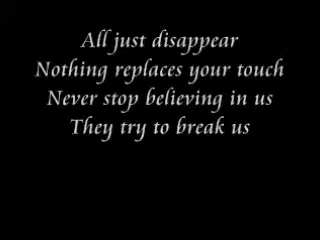 All just disappear
Nothing replaces your touch
Never stop believing in us
They try to break us